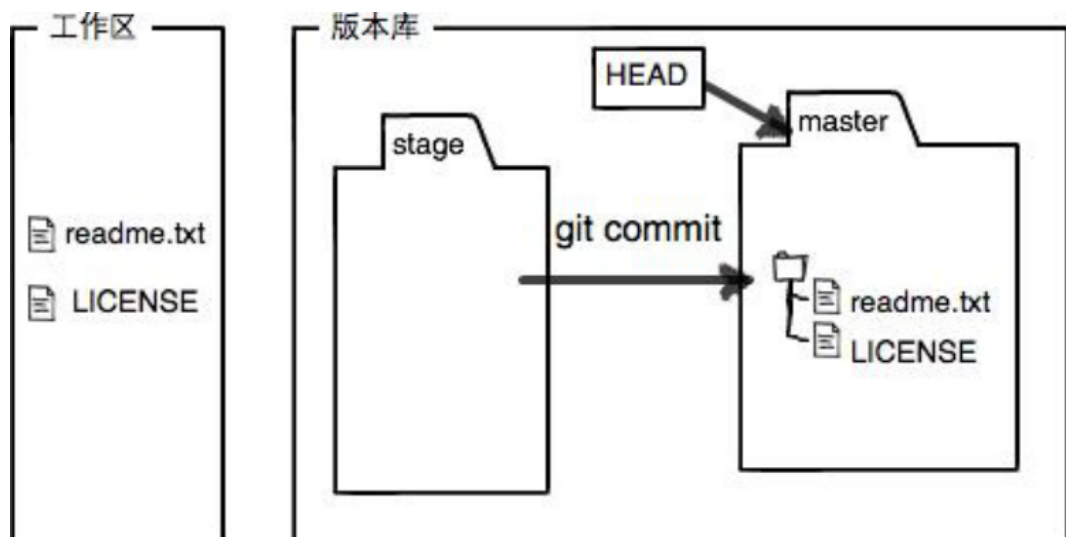 工作区
版本库
HEAD
master
stage
git commit
readme.txt
LICENSE
readme.txt
LICENSE